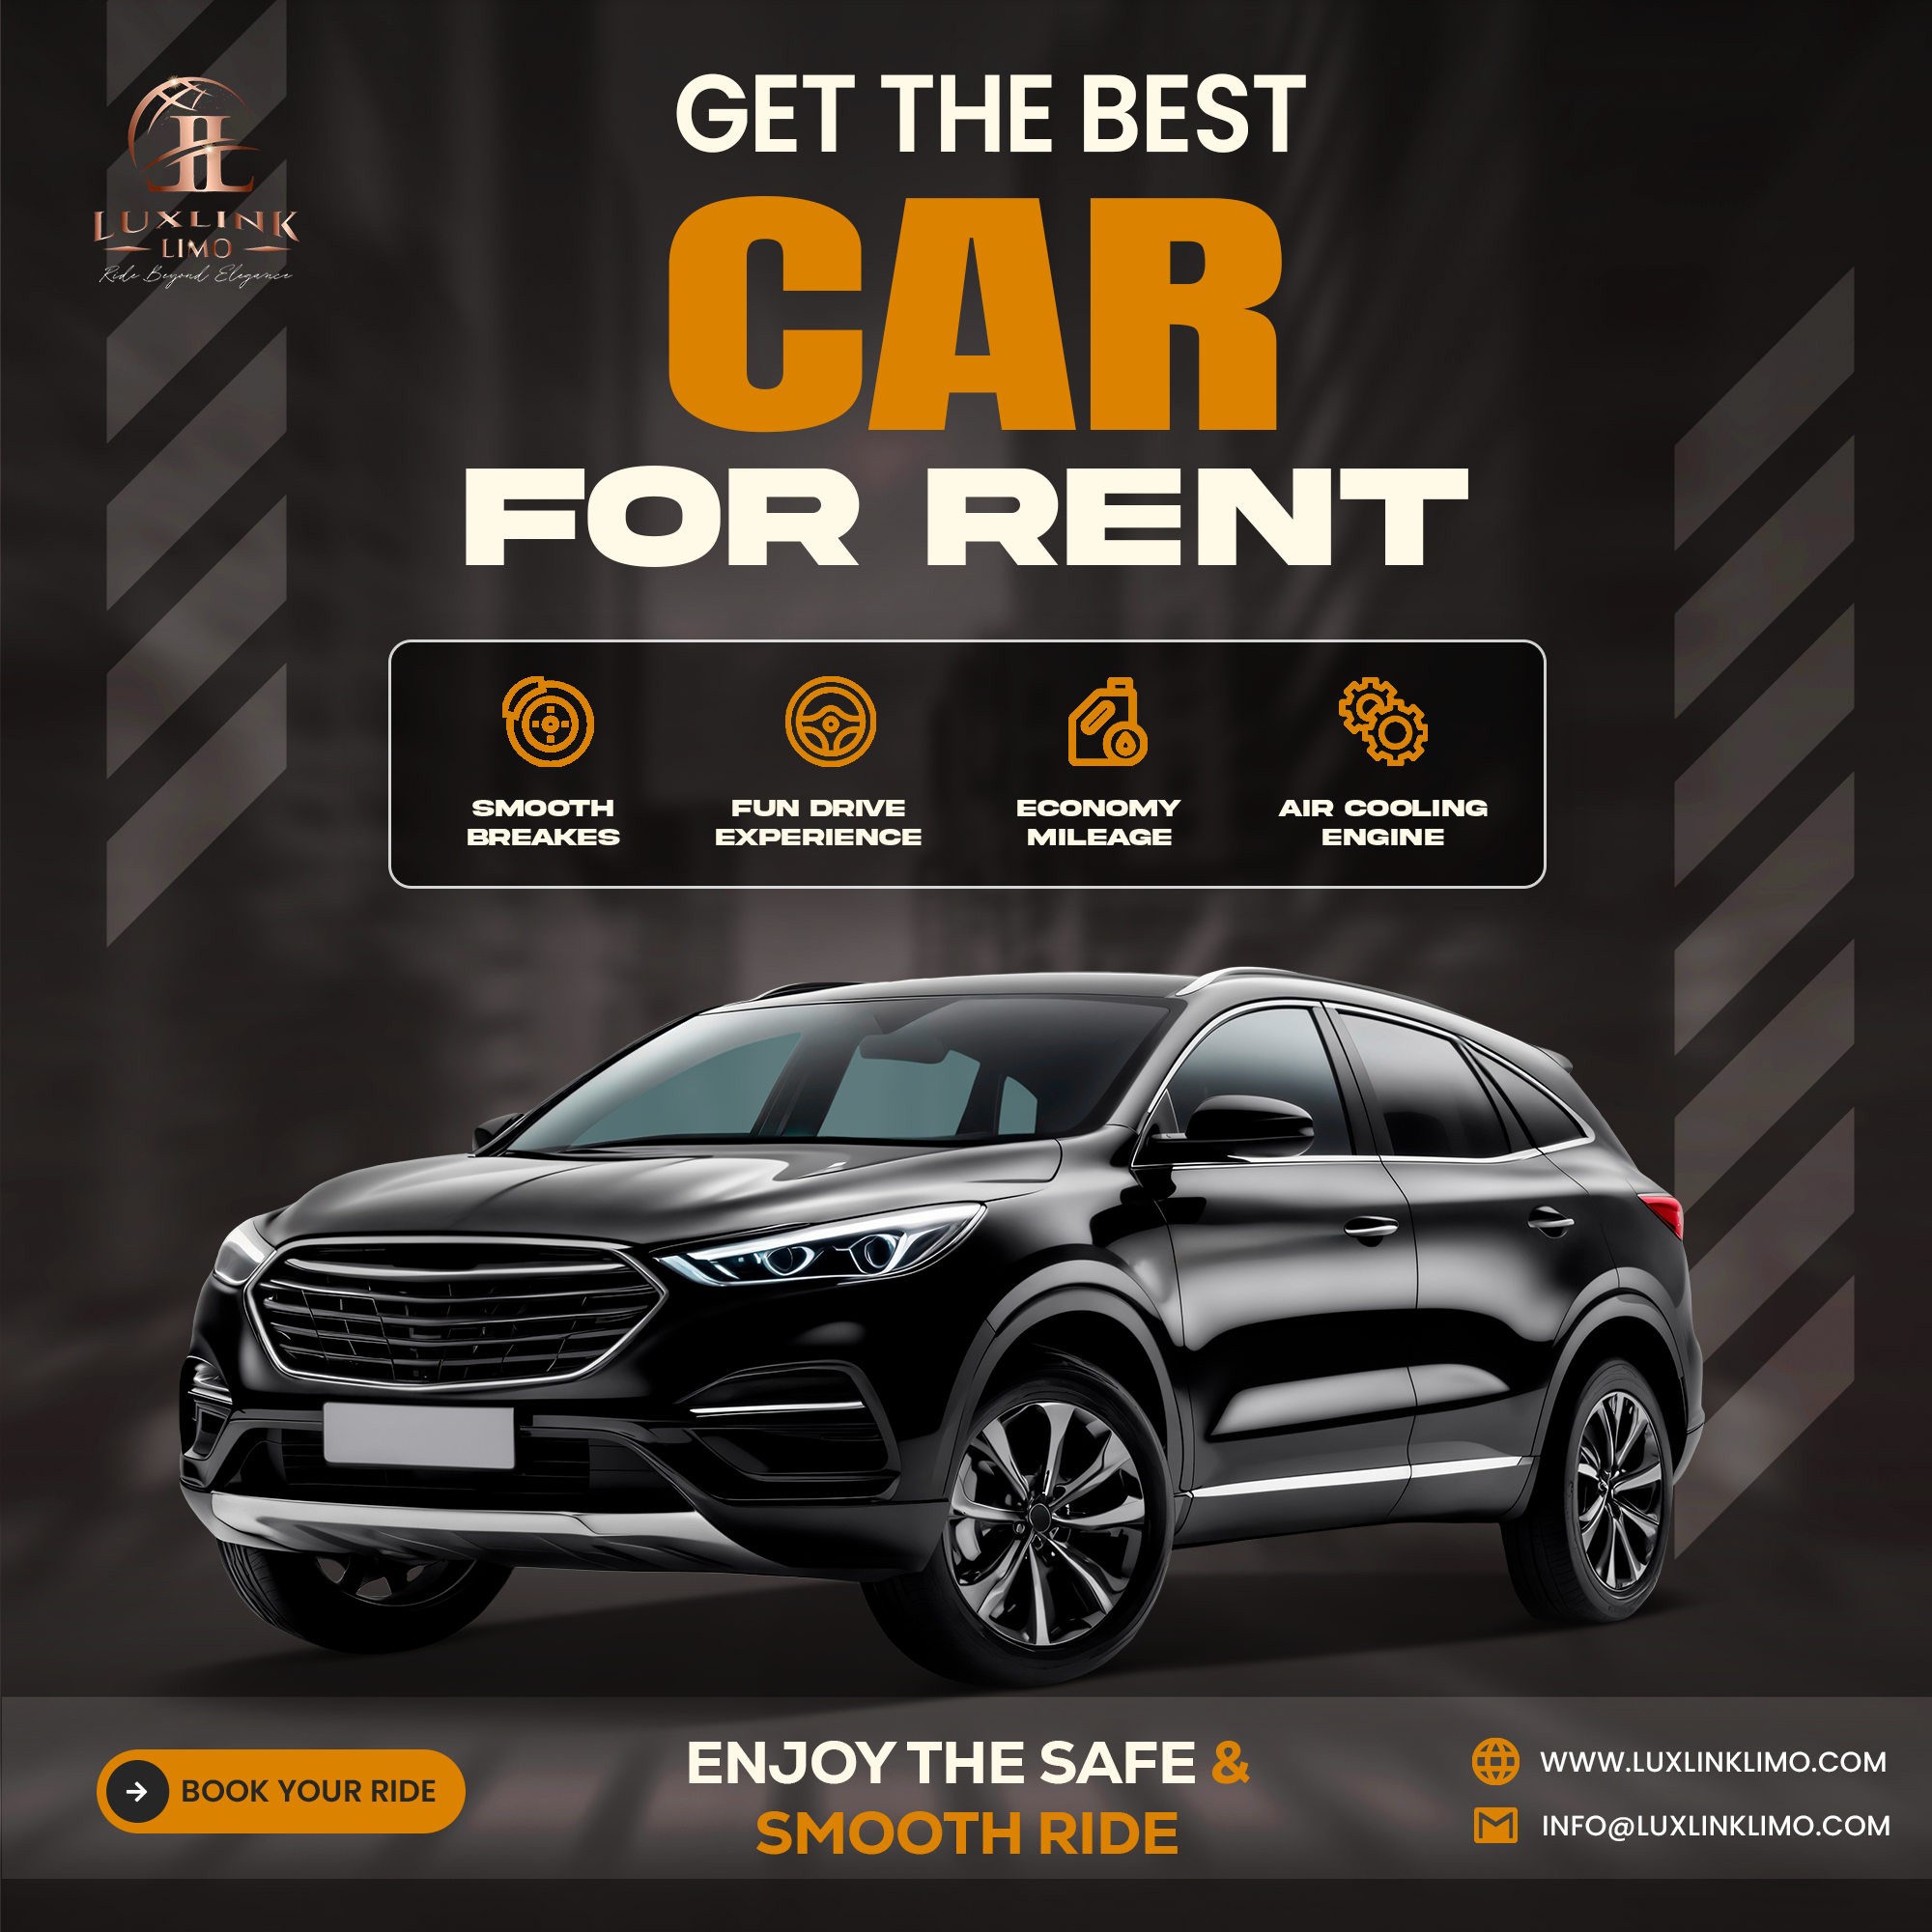 LUXLINK
LIMO
Ride Beyond Elegance
GET THE BEST
CAR
FOR RENT
SMOOTH
BREAKES
FUN DRIVE
EXPERIENCE
ECONOMY
MILEAGE
AIR COOLING
ENGINE
BOOK YOUR RIDE
ENJOY THE SAFE &
SMOOTH RIDE
WWW.LUXLINKLIMO.COM
INFO@LUXLINKLIMO.COM